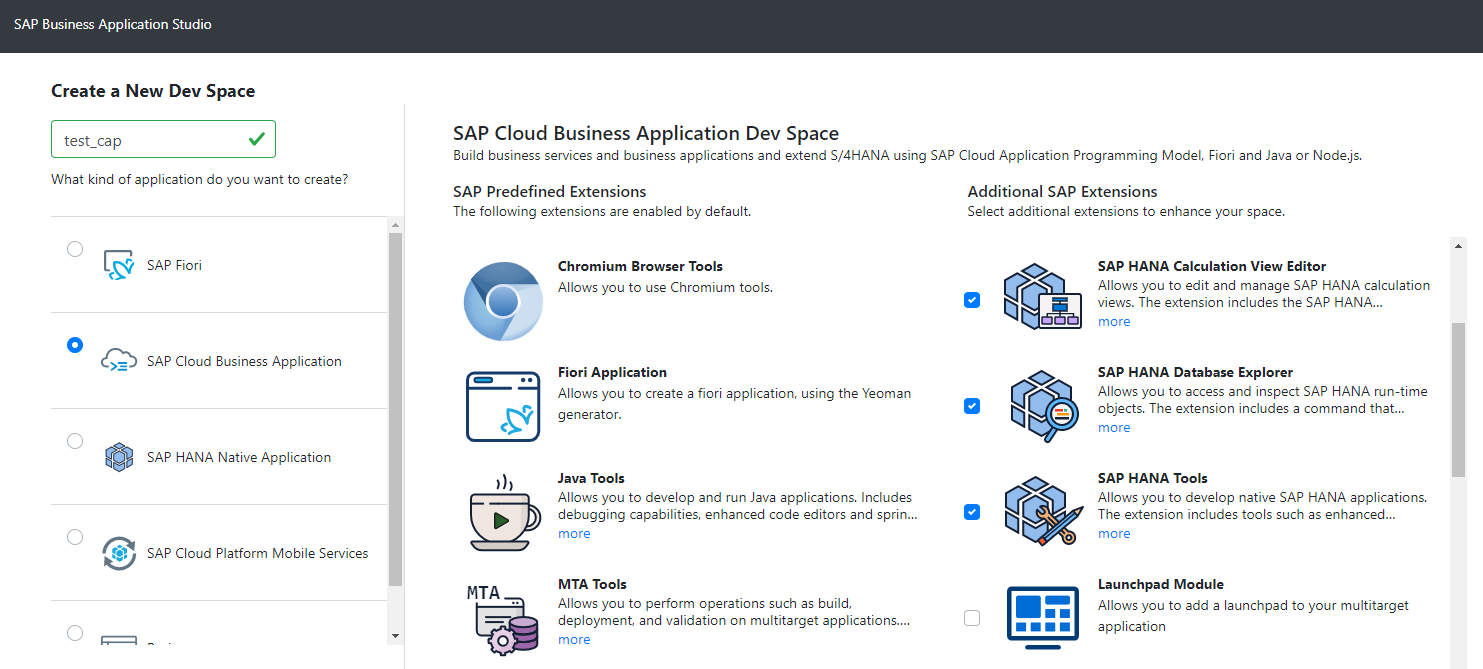 SAP Business Application Studio
Create a New Dev Space
test_cap
What kind of application do you want to create?
SAP Fiori
SAP Cloud Business Application
SAP HANA Native Application
SAP Cloud Platform Mobile Services
SAP Cloud Business Application Dev Space
Build business services and business applications and extend S/4HANA using SAP Cloud Application Programming Model, Fiori and Java or Node.js.
SAP Predefined Extensions
The following extensions are enabled by default.
Chromium Browser Tools
Allows you to use Chromium tools.
Fiori Application
Allows you to create a fiori application, using the Yeoman
generator.
Java Tools
Allows you to develop and run Java applications. Includes
debugging capabilities, enhanced code editors and sprin...
more
MTA
MTA Tools
Allows you to perform operations such as build,
deployment, and validation on multitarget applications....
more
Additional SAP Extensions
Select additional extensions to enhance your space.
SAP HANA Calculation View Editor
Allows you to edit and manage SAP HANA calculation
views. The extension includes the SAP HANA...
more
SAP HANA Database Explorer
Allows you to access and inspect SAP HANA run-time
objects. The extension includes a command that...
more
SAP HANA Tools
Allows you to develop native SAP HANA applications.
The extension includes tools such as enhanced...
more
Launchpad Module
Allows you to add a launchpad to your multitarget
application